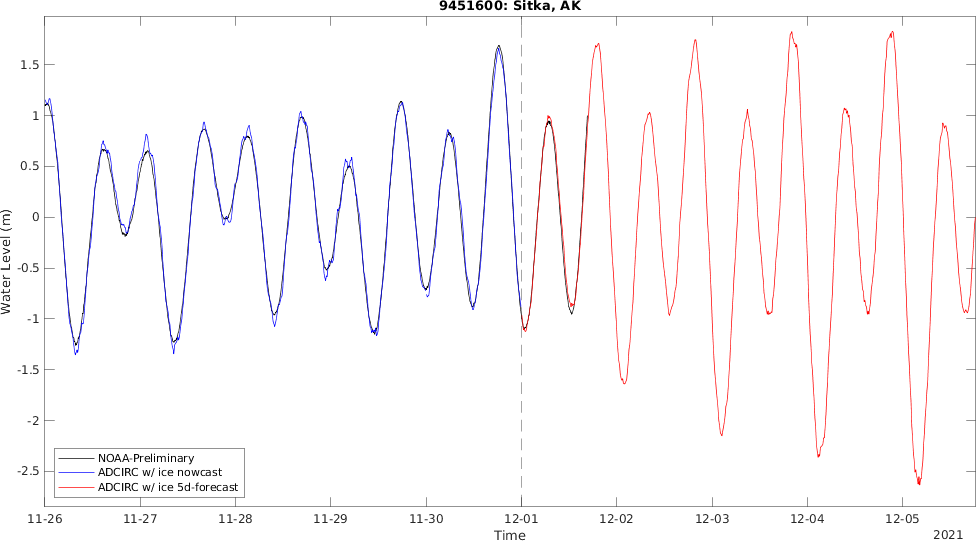 9451600: Sitka, AK
1.5
1
0.5
0
-0.5
-1
-1.5
-2
-2.5
Water Level (m)
NOAA-Preliminary
ADCIRC w/ ice nowcast
ADCIRC w/ ice 5d-forecast
11-26 11-27 11-28 11-29 11-30 12-01 12-02 12-03 12-04 12-05
Time
2021